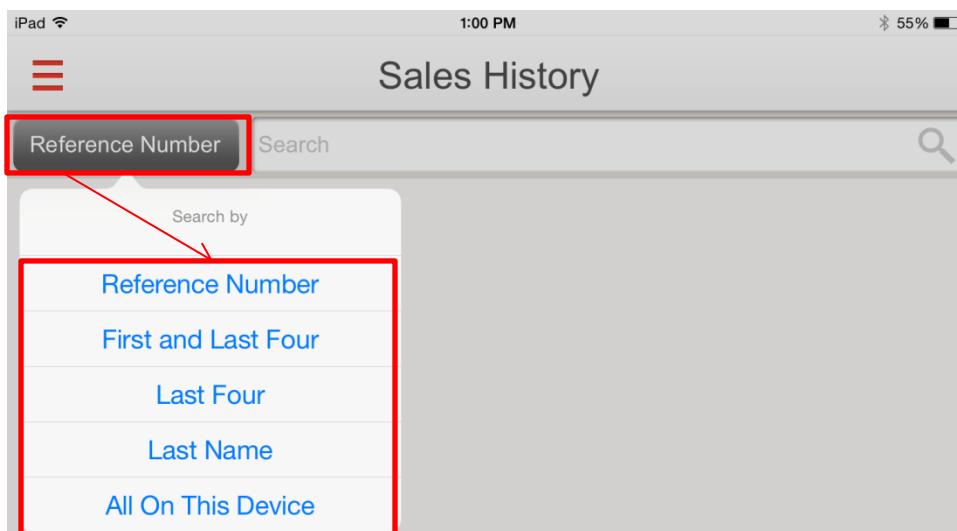 iPad 1:00 PM 55%
Sales History
Reference Number Search
Search by
Reference Number
First and Last Four
Last Four
Last Name
All On This Device